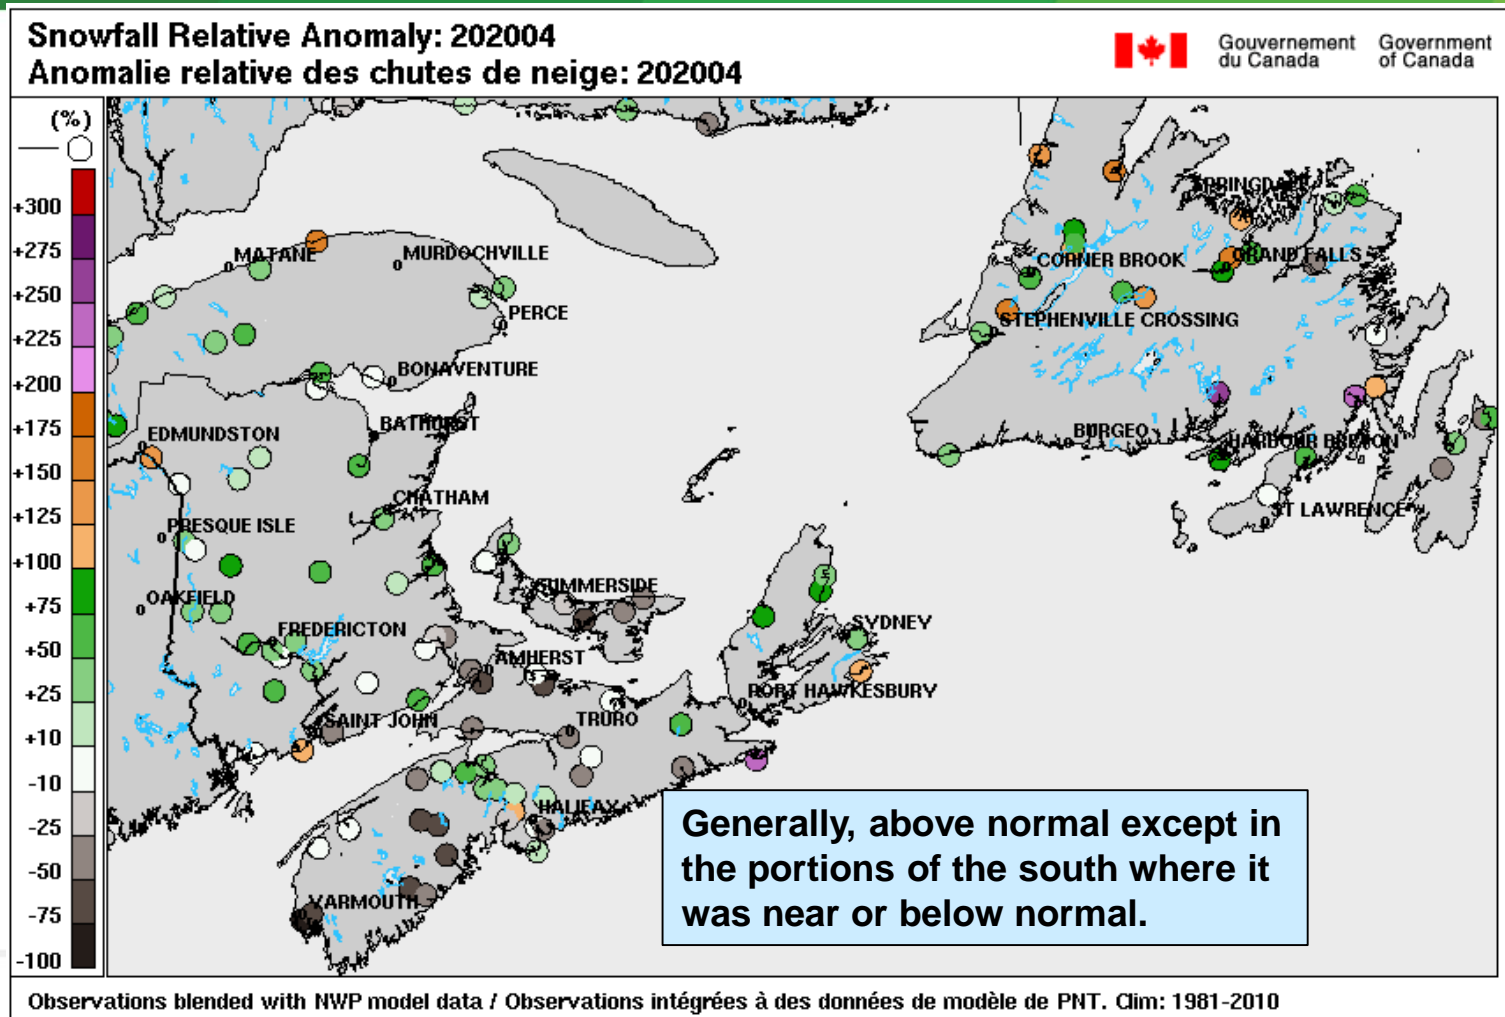 Snowfall Relative Anomaly: 202004
Anomalie relative des chutes de neige: 202004
Gouvernement du Canada
Government of Canada
(%)
+300
+275
+250
+225
+200
+175
+150
+125
+100
+75
+50
+25
+10
-10
-25
-50
-75
-100
MATANE
MURDOCHVILLE
PERCE
BONAVENTURE
BATHURST
EDMUNDSTON
CHATHAM
PRESQUE ISLE
OAKFIELD
FREDERICTON
SUMMERSIDE
AMHERST
SAINT JOHN
TRURO
HALIFAX
YARMOUTH
SYDNEY
PORT HAWKESBURY
SPRINGDALE
CORNER BROOK
GRAND FALLS
STEPHENVILLE CROSSING
BURGEO
HARBOUR BRETON
ST LAWRENCE
Generally, above normal except in
the portions of the south where it
was near or below normal.
Observations blended with NWP model data / Observations intégrées à des données de modèle de PNT. Clim: 1981-2010